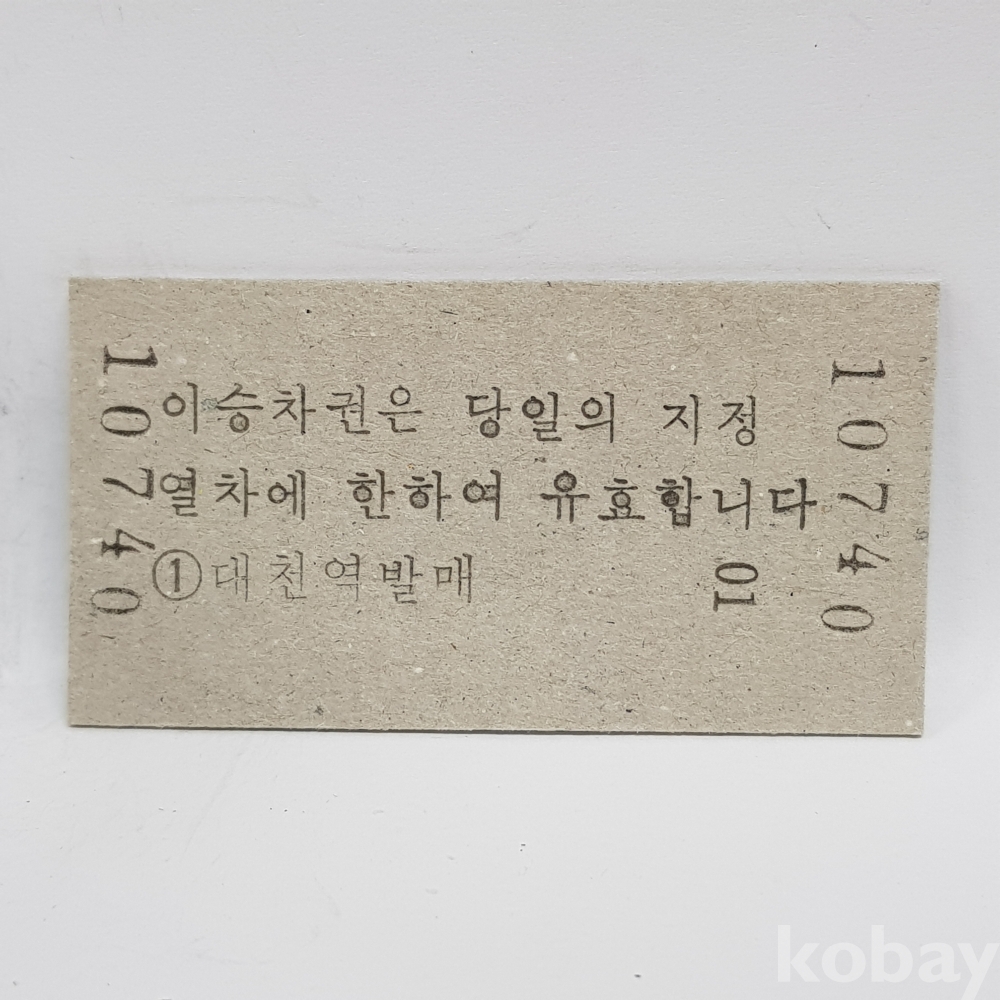 10740
이승차권은 당일의 지정
열차에 한하여 유효합니다
①대천역발매
01
10740
kobay